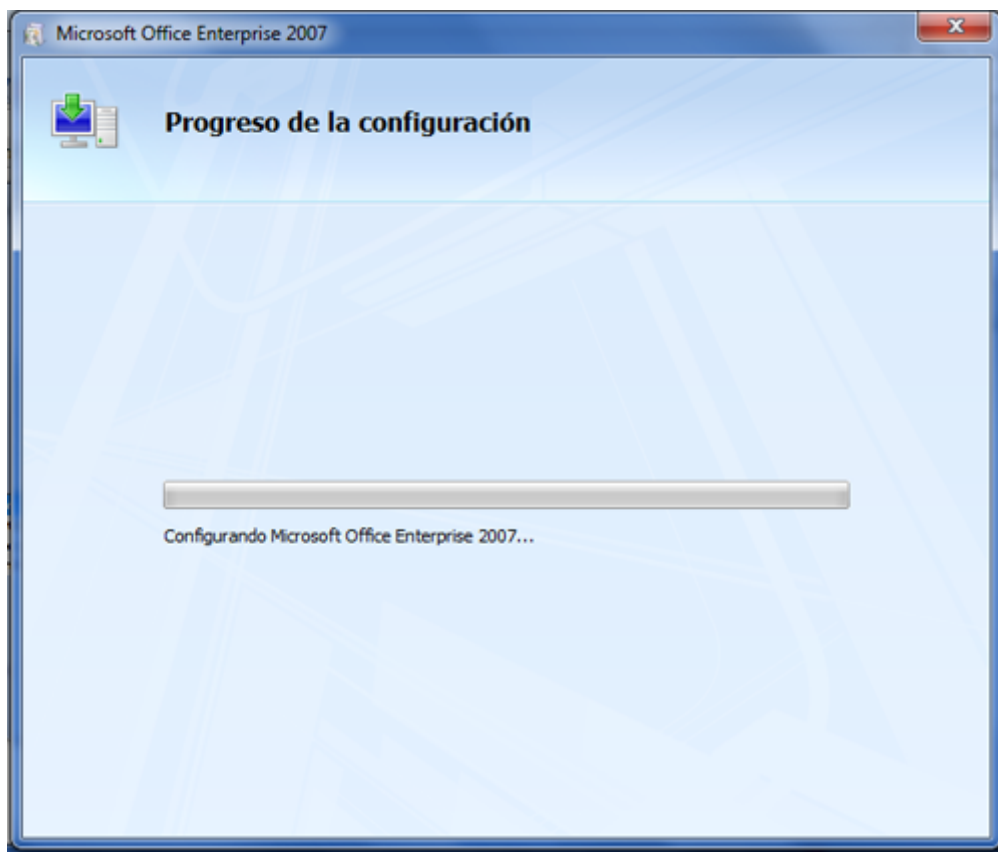 Microsoft Office Enterprise 2007
Progreso de la configuración
Configurando Microsoft Office Enterprise 2007...